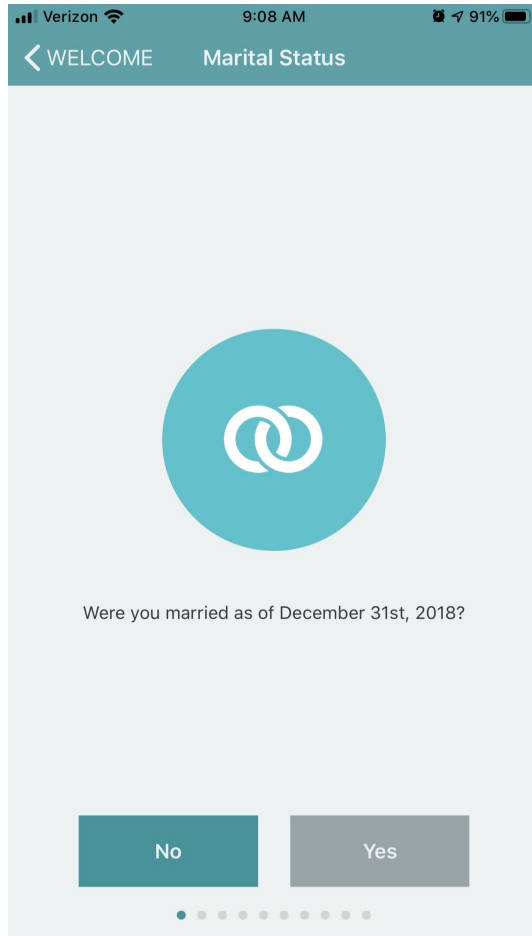 Verizon 9:08 AM 91%
WELCOME Marital Status
Were you married as of December 31st, 2018?
No Yes